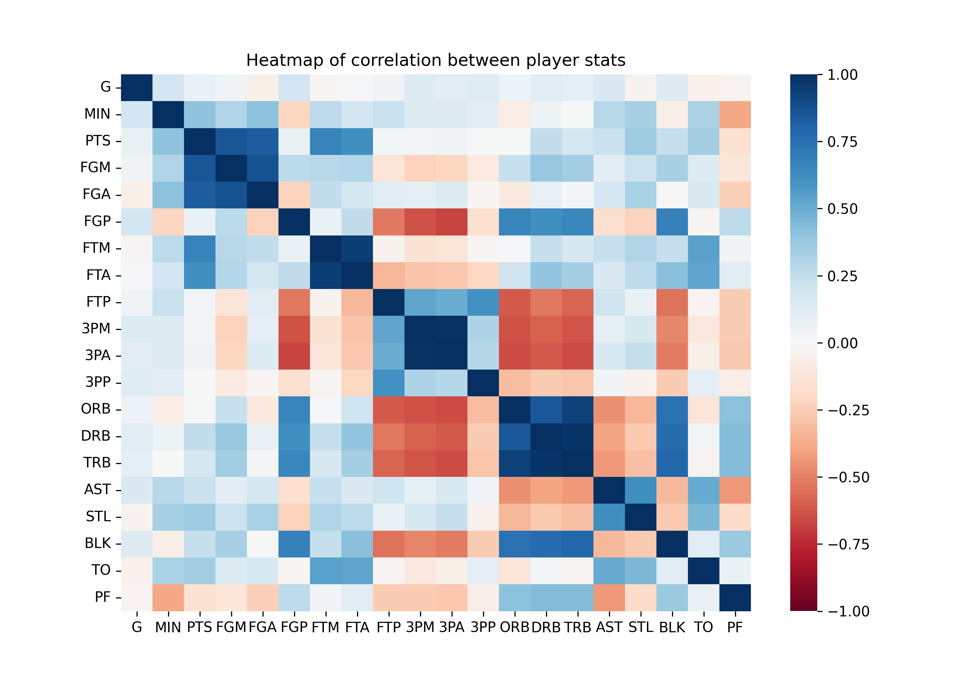 Heatmap of correlation between player stats
G
MIN
PTS
FGM
FGA
FGP
FTM
FTA
FTP
3PM
3PA
3PP
ORB
DRB
TRB
AST
STL
BLK
TO
PF
G MIN PTS FGM FGA FGP FTM FTA FTP 3PM 3PA 3PP ORB DRB TRB AST STL BLK TO PF
1.00
0.75
0.50
0.25
0.00
−0.25
−0.50
−0.75
−1.00